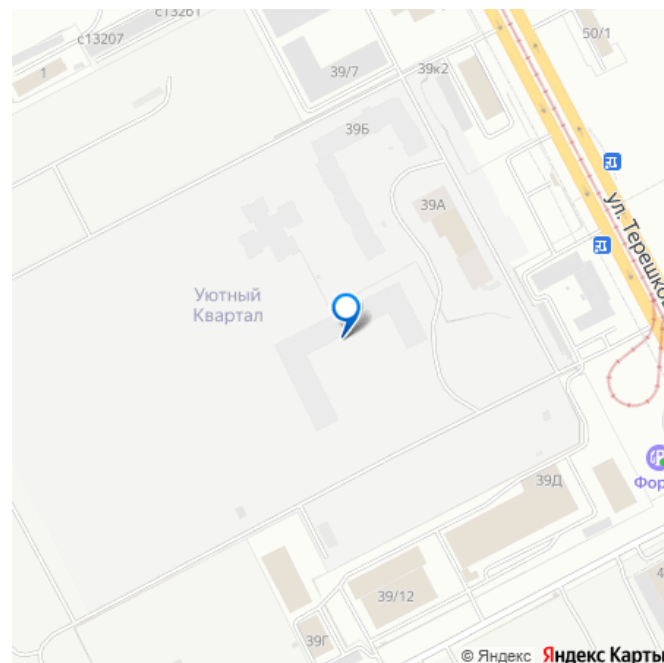 с13261
с13207
1
50/1
39/7
39к2
39Б
39А
ул. Терешко
Уютный
Квартал
Фор
39Д
39/12
39Г
4
© Яндекс Яндекс Карты